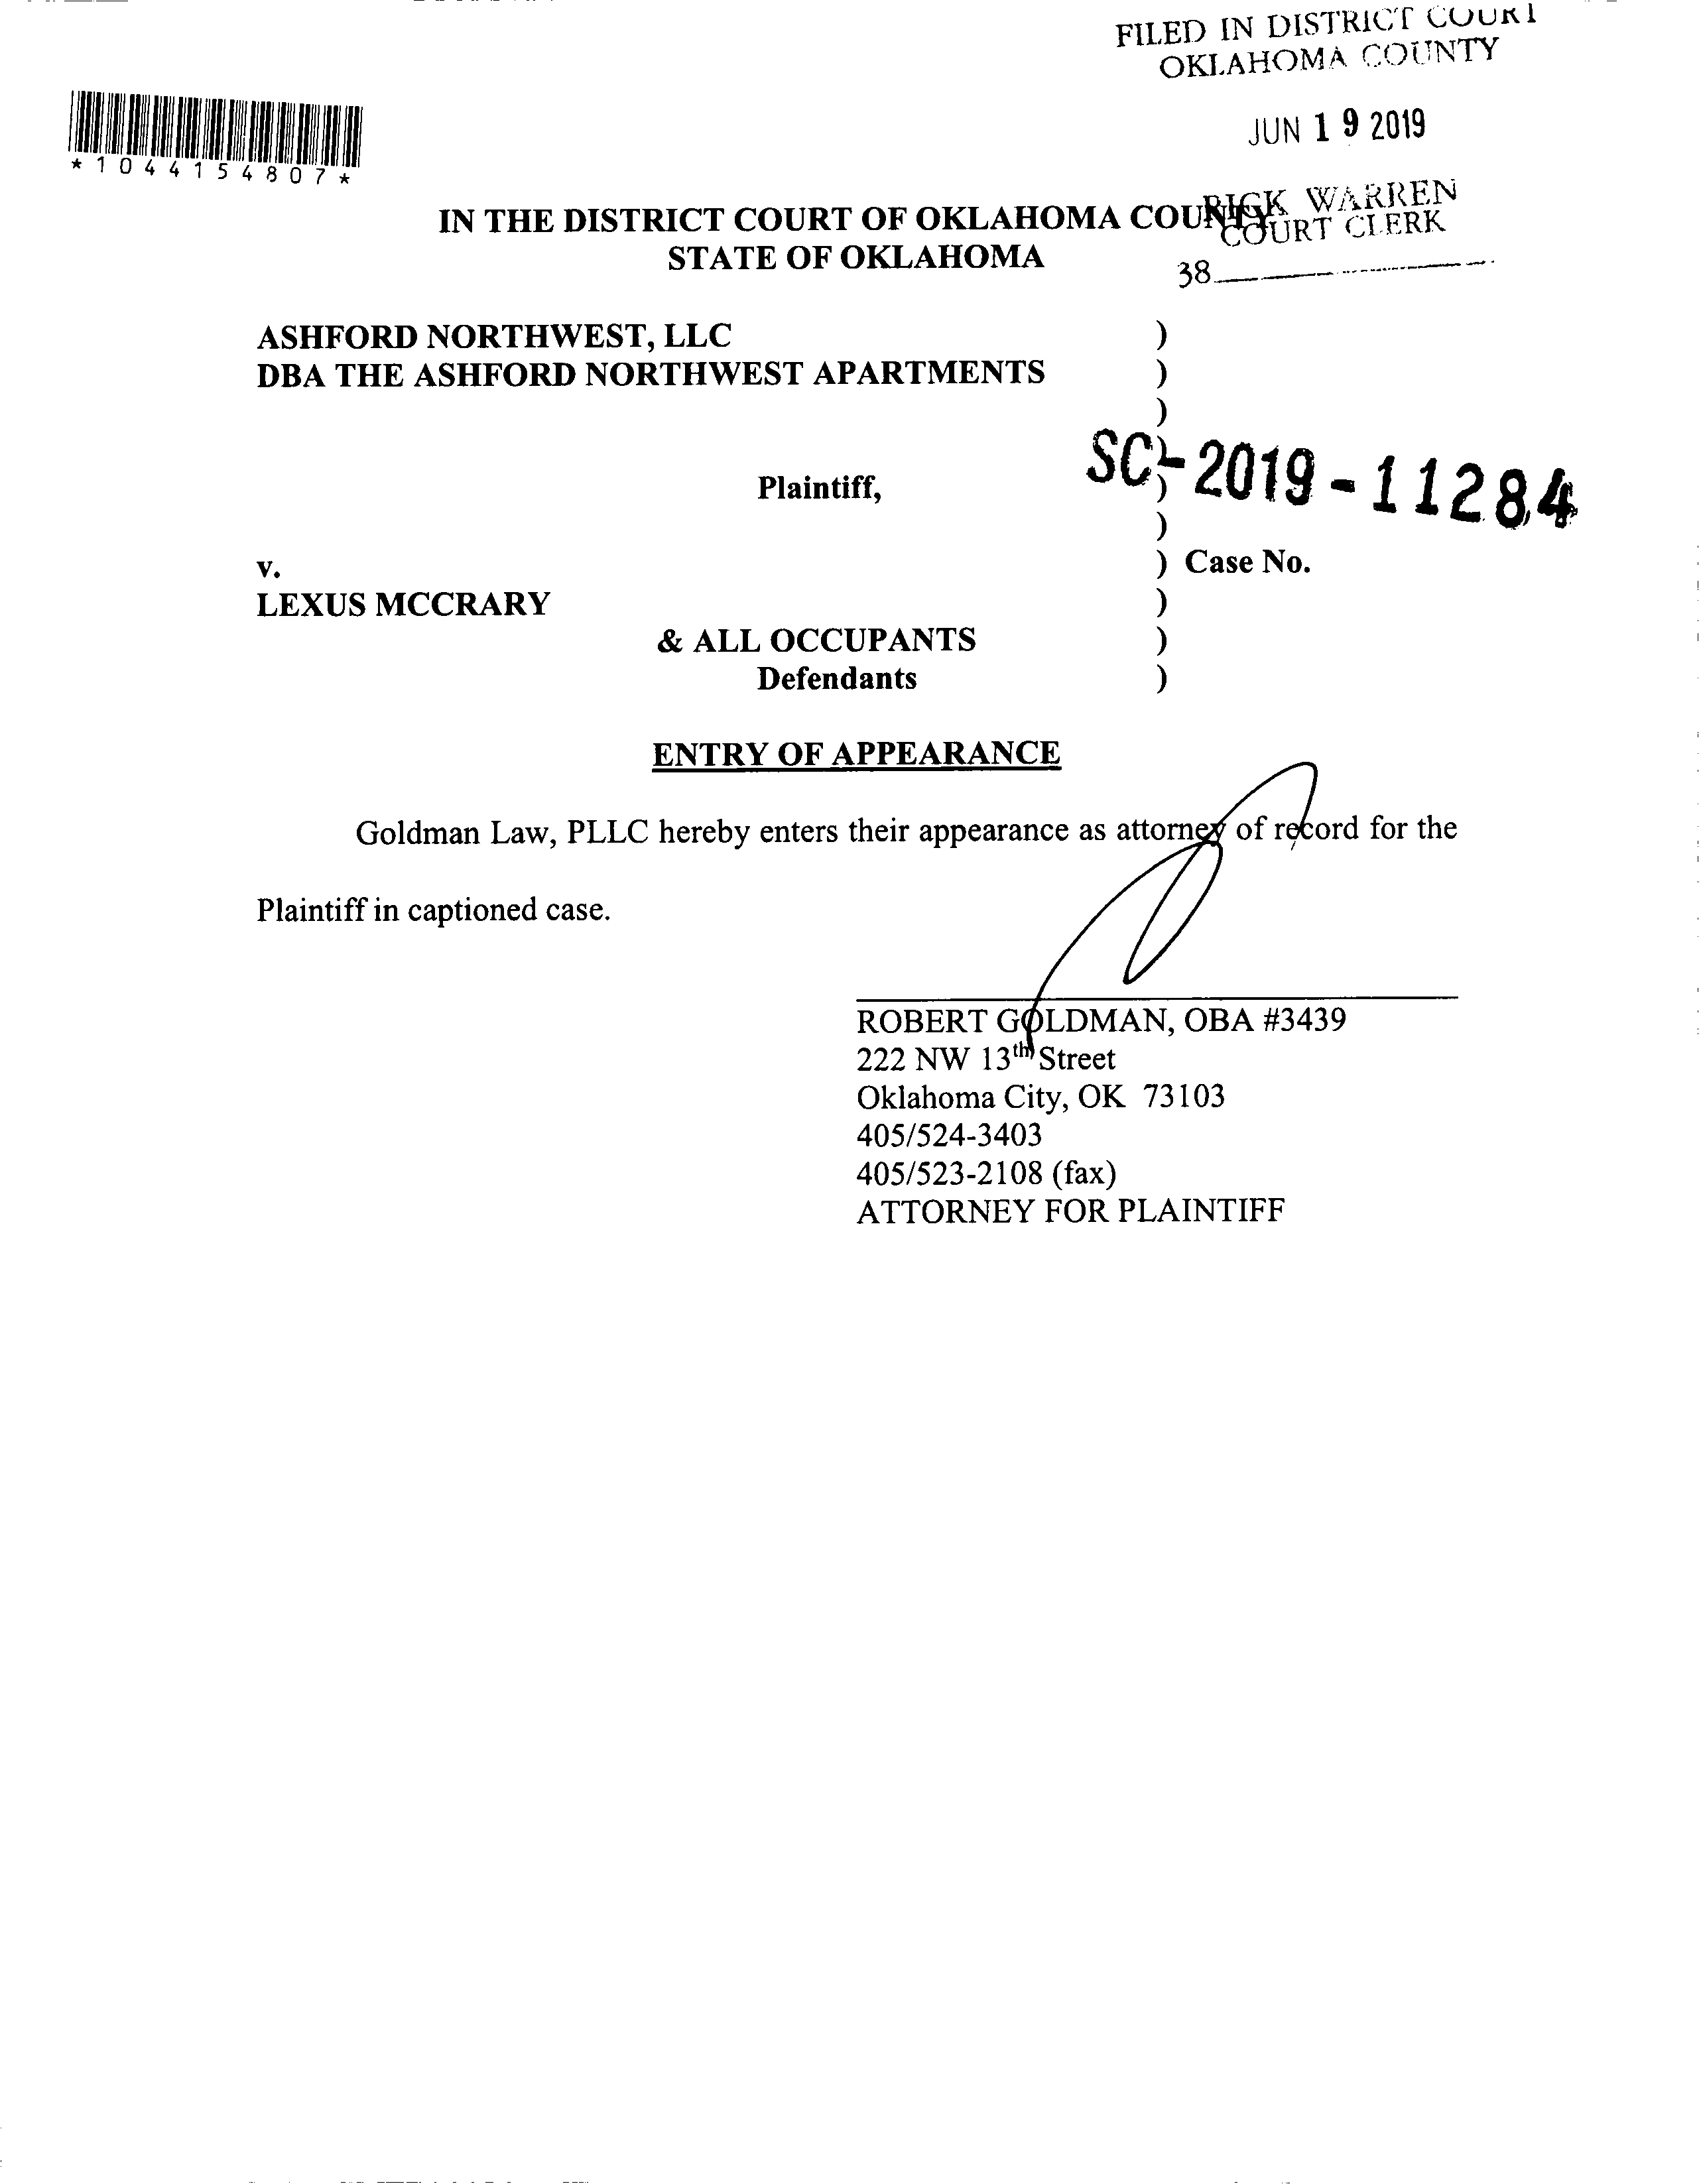 FILED IN DISTRICT COURT
OKLAHOMA COUNTY
JUN 19 2019
*1044154807*
RICK WARREN
COURT CLERK
38
IN THE DISTRICT COURT OF OKLAHOMA COUNTY
STATE OF OKLAHOMA
ASHFORD NORTHWEST, LLC )
DBA THE ASHFORD NORTHWEST APARTMENTS )
)
)
SC-2019-11284
Plaintiff, )
)
v. ) Case No.
LEXUS MCCRARY )
& ALL OCCUPANTS )
Defendants )
ENTRY OF APPEARANCE
Goldman Law, PLLC hereby enters their appearance as attorney of record for the
Plaintiff in captioned case.
ROBERT GOLDMAN, OBA #3439
222 NW 13th Street
Oklahoma City, OK 73103
405/524-3403
405/523-2108 (fax)
ATTORNEY FOR PLAINTIFF